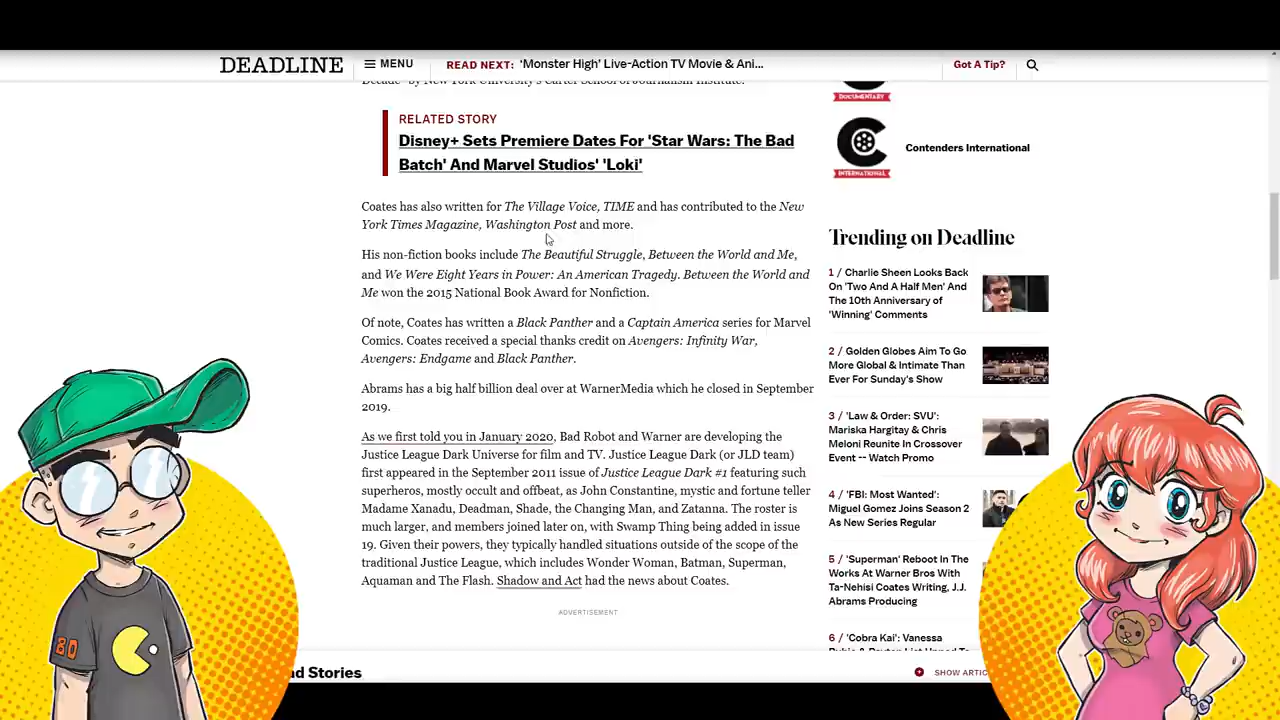 DEADLINE
MENU
READ NEXT: ‘Monster High’ Live-Action TV Movie & Ani...
Got A Tip?
Decade” by New York University’s Carter School of Journalism Institute.
RELATED STORY
Disney+ Sets Premiere Dates For 'Star Wars: The Bad
Batch' And Marvel Studios' 'Loki'
Coates has also written for The Village Voice, TIME and has contributed to the New
York Times Magazine, Washington Post and more.
His non-fiction books include The Beautiful Struggle, Between the World and Me,
and We Were Eight Years in Power: An American Tragedy. Between the World and
Me won the 2015 National Book Award for Nonfiction.
Of note, Coates has written a Black Panther and a Captain America series for Marvel
Comics. Coates received a special thanks credit on Avengers: Infinity War,
Avengers: Endgame and Black Panther.
Abrams has a big half billion deal over at WarnerMedia which he closed in September
2019.
As we first told you in January 2020, Bad Robot and Warner are developing the
Justice League Dark Universe for film and TV. Justice League Dark (or JLD team)
first appeared in the September 2011 issue of Justice League Dark #1 featuring such
superheros, mostly occult and offbeat, as John Constantine, mystic and fortune teller
Madame Xanadu, Deadman, Shade, the Changing Man, and Zatanna. The roster is
much larger, and members joined later on, with Swamp Thing being added in issue
19. Given their powers, they typically handled situations outside of the scope of the
traditional Justice League, which includes Wonder Woman, Batman, Superman,
Aquaman and The Flash. Shadow and Act had the news about Coates.
ADVERTISEMENT
d Stories
DOCUMENTARY
INTERNATIONAL
Contenders International
Trending on Deadline
1 / Charlie Sheen Looks Back
On 'Two And A Half Men' And
The 10th Anniversary of
'Winning' Comments
2 / Golden Globes Aim To Go
More Global & Intimate Than
Ever For Sunday's Show
3 / 'Law & Order: SVU':
Mariska Hargitay & Chris
Meloni Reunite In Crossover
Event -- Watch Promo
4 / 'FBI: Most Wanted':
Miguel Gomez Joins Season 2
As New Series Regular
5 / 'Superman' Reboot In The
Works At Warner Bros With
Ta-Nehisi Coates Writing, J.J.
Abrams Producing
6 / 'Cobra Kai': Vanessa
SHOW ARTIC
80